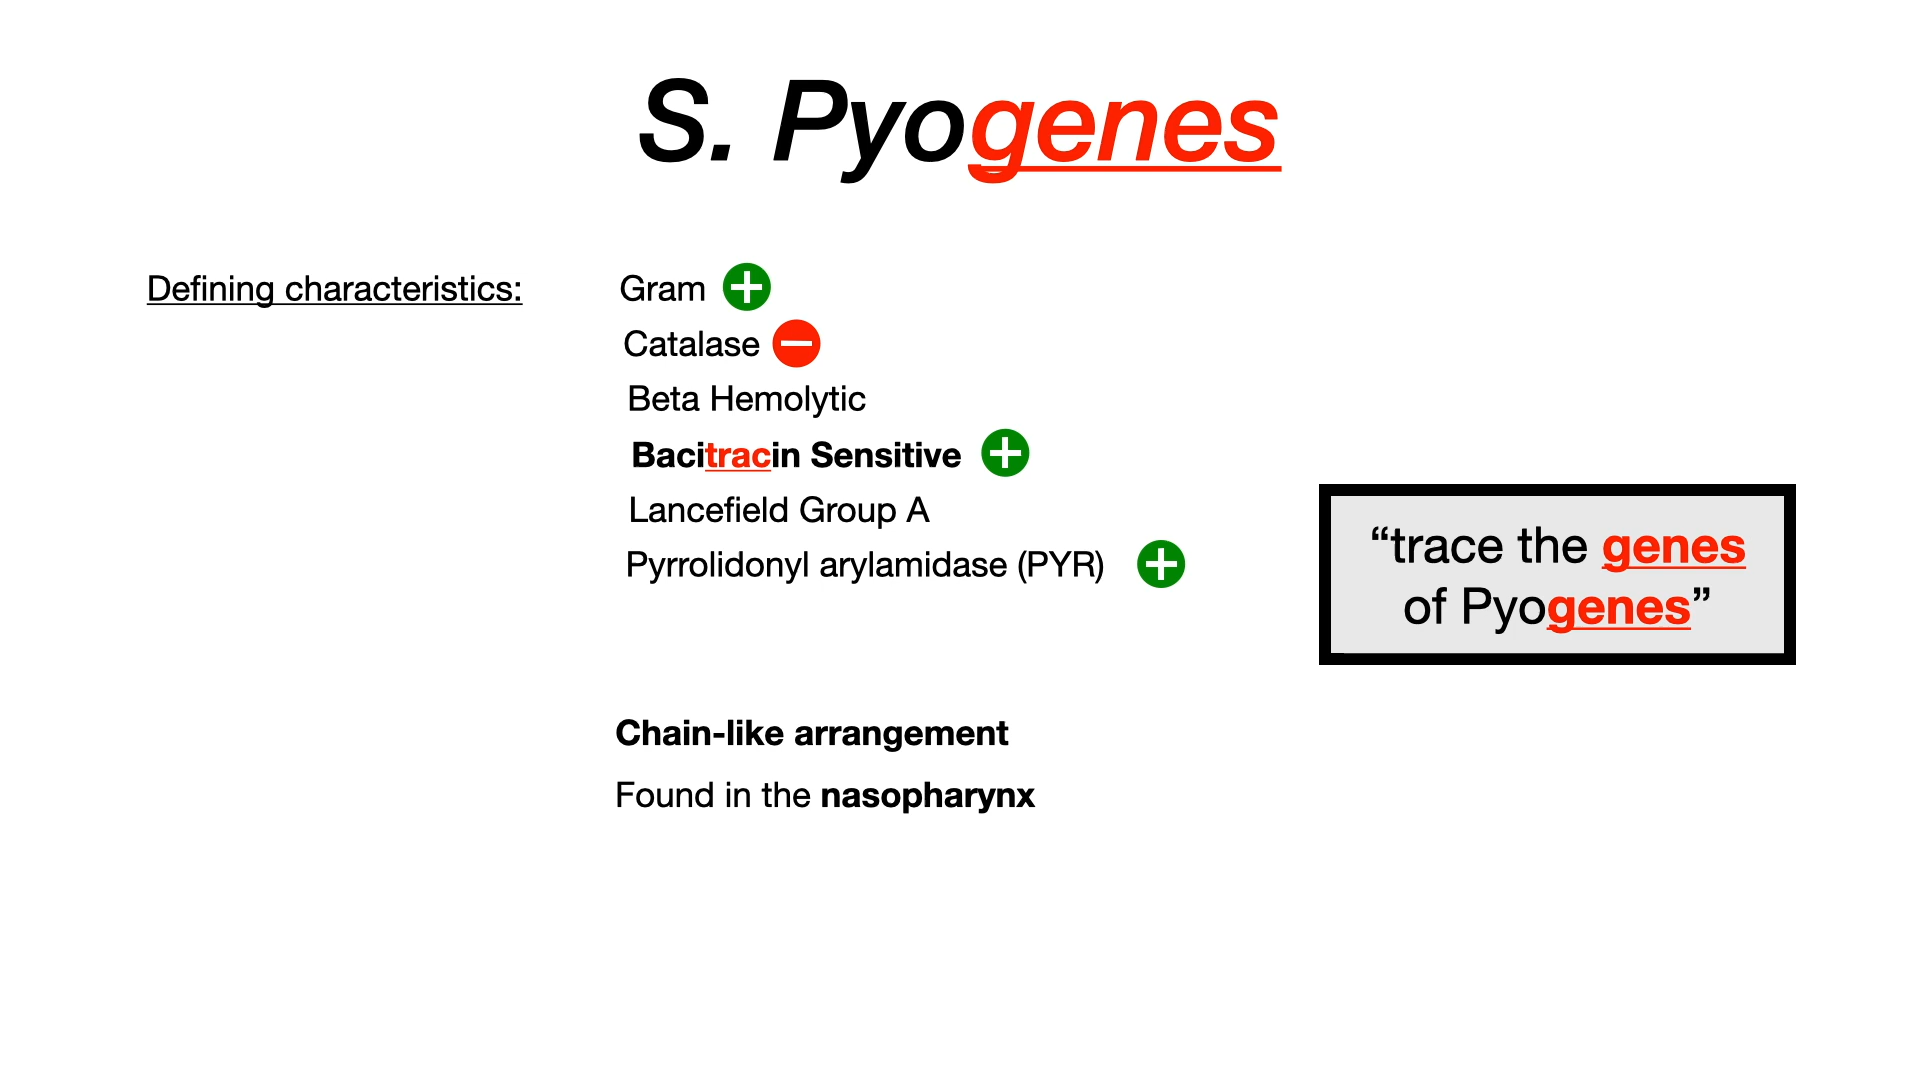 S. Pyogenes
Defining characteristics:
Gram +
Catalase −
Beta Hemolytic
Bacitracin Sensitive +
Lancefield Group A
Pyrrolidonyl arylamidase (PYR) +
“trace the genes
of Pyogenes”
Chain-like arrangement
Found in the nasopharynx